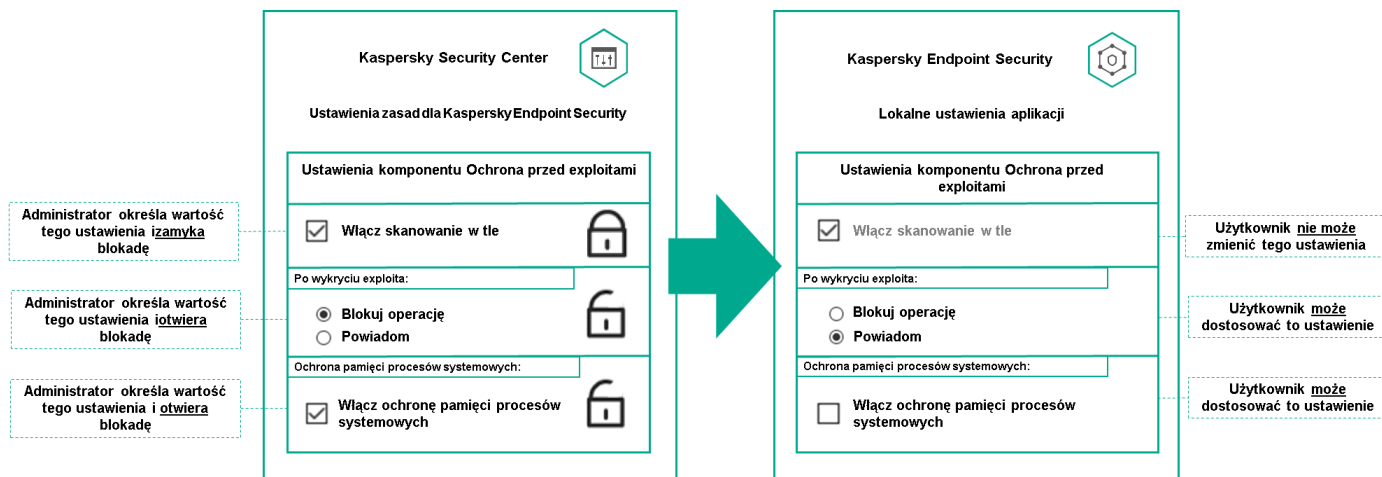 Kaspersky Security Center
Ustawienia zasad dla Kaspersky Endpoint Security
Ustawienia komponentu Ochrona przed exploitami
Administrator określa wartość
tego ustawienia izamyka
blokadę
Włącz skanowanie w tle
Po wykryciu exploita:
Administrator określa wartość
tego ustawienia iotwiera
blokadę
Blokuj operację
Powiadom
Ochrona pamięci procesów systemowych:
Administrator określa wartość
tego ustawienia i otwiera
blokadę
Włącz ochronę pamięci procesów
systemowych
Kaspersky Endpoint Security
Lokalne ustawienia aplikacji
Ustawienia komponentu Ochrona przed
exploitami
Włącz skanowanie w tle
Użytkownik nie może
zmienić tego ustawienia
Po wykryciu exploita:
Blokuj operację
Powiadom
Użytkownik może
dostosować to ustawienie
Ochrona pamięci procesów systemowych:
Włącz ochronę pamięci procesów
systemowych
Użytkownik może
dostosować to ustawienie